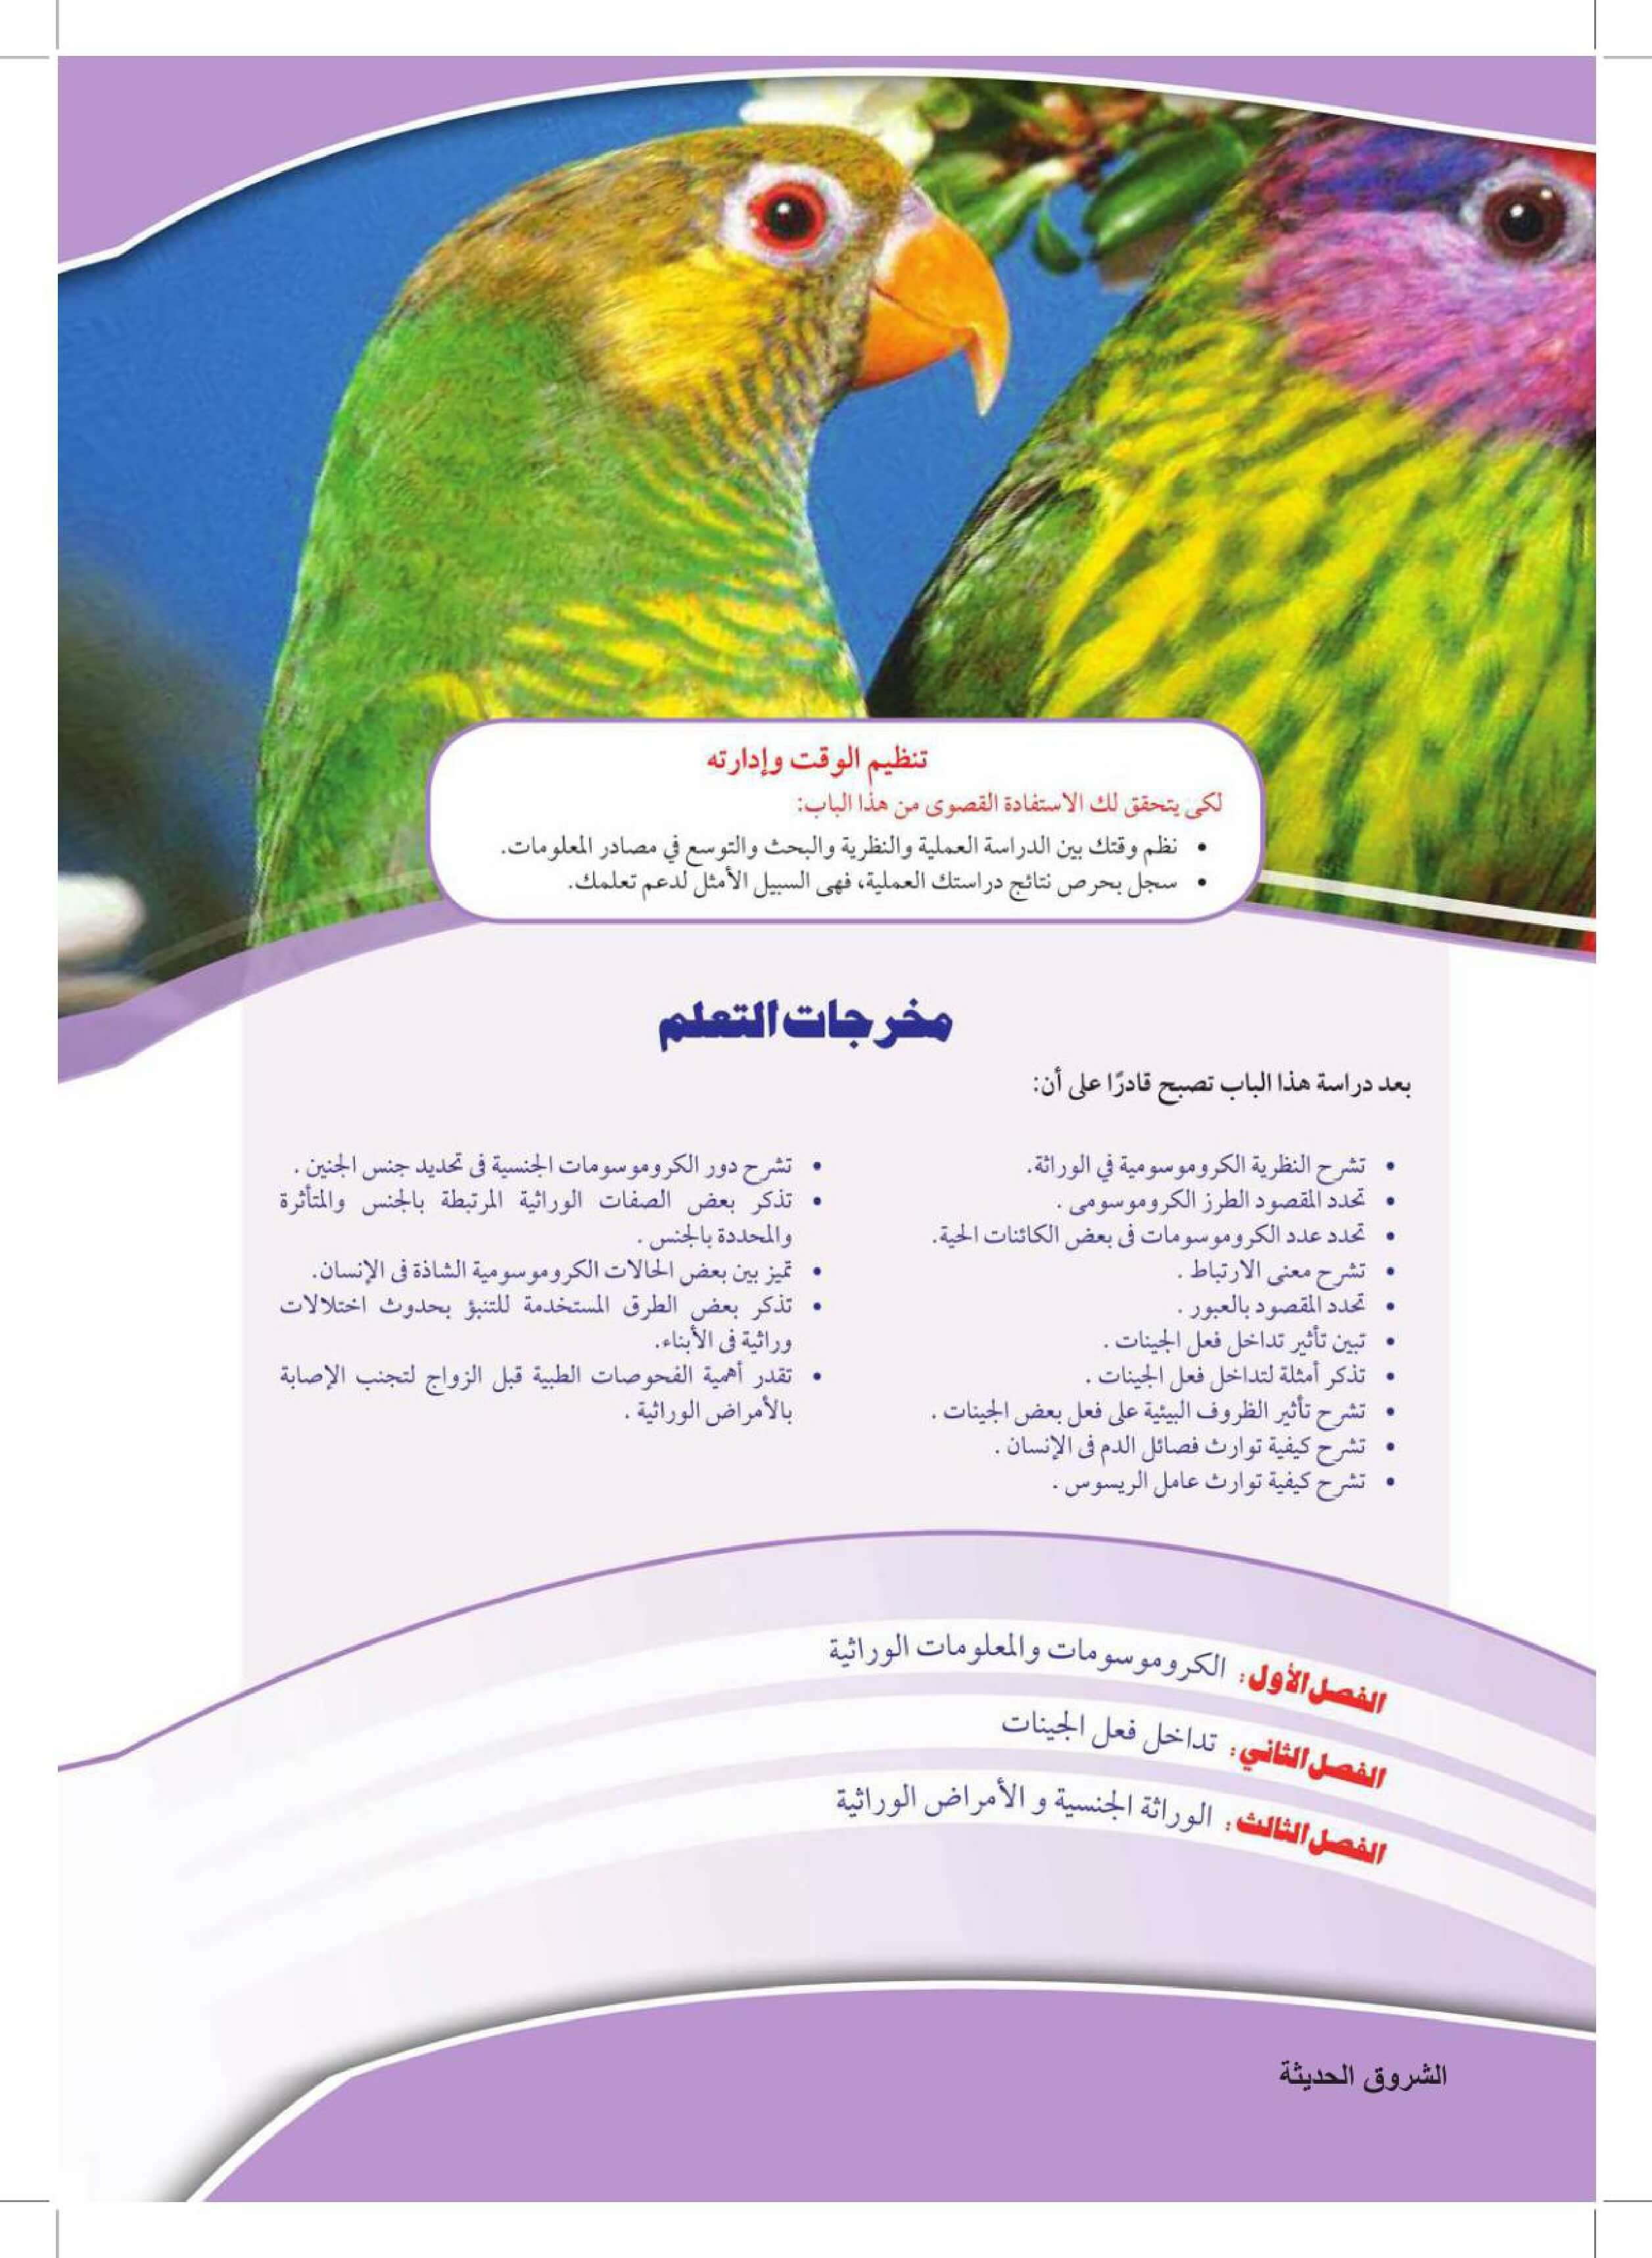 تنظيم الوقت وإدارته
لكى يتحقق لك الاستفادة القصوى من هذا الباب:
• نظم وقتك بين الدراسة العملية والنظرية والبحث والتوسع في مصادر المعلومات.
• سجل بحرص نتائج دراستك العملية، فهى السبيل الأمثل لدعم تعلمك.
مخرجات التعلم
بعد دراسة هذا الباب تصبح قادرًا على أن:
• تشرح النظرية الكروموسومية في الوراثة.
• تحدد المقصود الطرز الكروموسومى .
• تحدد عدد الكروموسومات فى بعض الكائنات الحية.
• تشرح معنى الارتباط .
• تحدد المقصود بالعبور .
• تبين تأثير تداخل فعل الجينات .
• تذكر أمثلة لتداخل فعل الجينات .
• تشرح تأثير الظروف البيئية على فعل بعض الجينات .
• تشرح كيفية توارث فصائل الدم فى الإنسان .
• تشرح كيفية توارث عامل الريسوس .
• تشرح دور الكروموسومات الجنسية فى تحديد جنس الجنين .
• تذكر بعض الصفات الوراثية المرتبطة بالجنس والمتأثرة
والمحددة بالجنس .
• تميز بين بعض الحالات الكروموسومية الشاذة فى الإنسان.
• تذكر بعض الطرق المستخدمة للتنبؤ بحدوث اختلالات
وراثية فى الأبناء.
• تقدر أهمية الفحوصات الطبية قبل الزواج لتجنب الإصابة
بالأمراض الوراثية .
الفصل الأول: الكروموسومات والمعلومات الوراثية
الفصل الثاني: تداخل فعل الجينات
الفصل الثالث: الوراثة الجنسية و الأمراض الوراثية
الشروق الحديثة